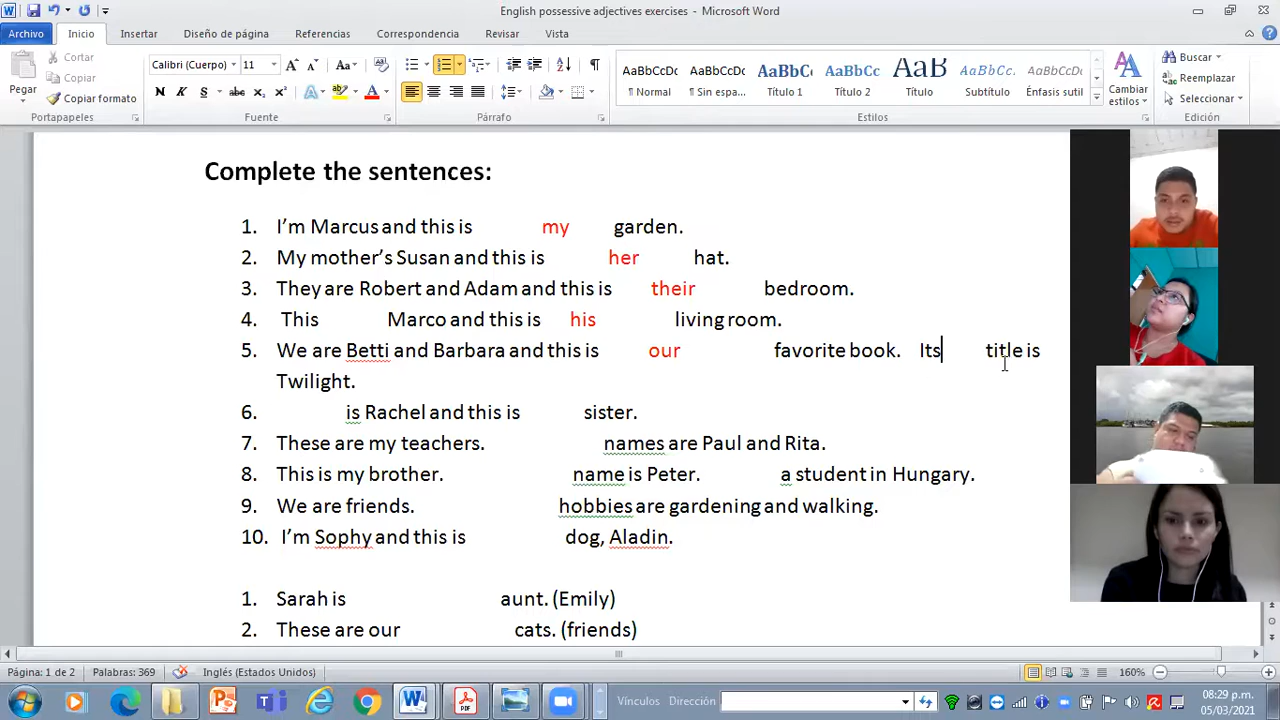 English possessive adjectives exercises - Microsoft Word
Archivo Inicio Insertar Diseño de página Referencias Correspondencia Revisar Vista
Pegar Cortar Calibri (Cuerpo) 11 AaBbCcDc AaBbCcDc AaBbC AaBbCc AaB AaBbCc. AaBbCcDc Buscar
Copiar Reemplazar
Copiar formato N K S abc x₂ x² ¶ Normal ¶ Sin espa... Título 1 Título 2 Título Subtítulo Énfasis sutil Cambiar estilos Seleccionar
Portapapeles Fuente Párrafo Estilos Edición
Complete the sentences:
1. I’m Marcus and this is my garden.
2. My mother’s Susan and this is her hat.
3. They are Robert and Adam and this is their bedroom.
4. This Marco and this is his living room.
5. We are Betti and Barbara and this is our favorite book. Its title is
Twilight.
6. is Rachel and this is sister.
7. These are my teachers. names are Paul and Rita.
8. This is my brother. name is Peter. a student in Hungary.
9. We are friends. hobbies are gardening and walking.
10. I’m Sophy and this is dog, Aladin.
1. Sarah is aunt. (Emily)
2. These are our cats. (friends)
Página: 1 de 2 Palabras: 369 Inglés (Estados Unidos) 160%
Vínculos Dirección 08:29 p.m.
05/03/2021